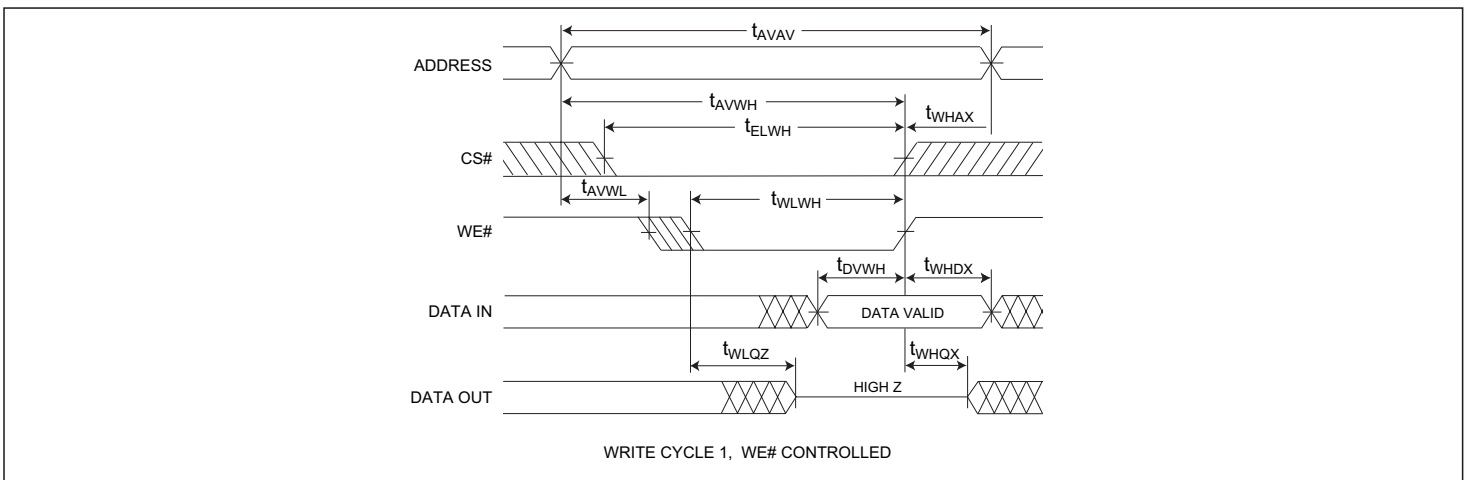 tAVAV
ADDRESS
tAVWH
tELWH
tWHAX
CS#
tAVWL
tWLWH
WE#
tDVWH
tWHDX
DATA IN
DATA VALID
tWLQZ
tWHQX
DATA OUT
HIGH Z
WRITE CYCLE 1, WE# CONTROLLED